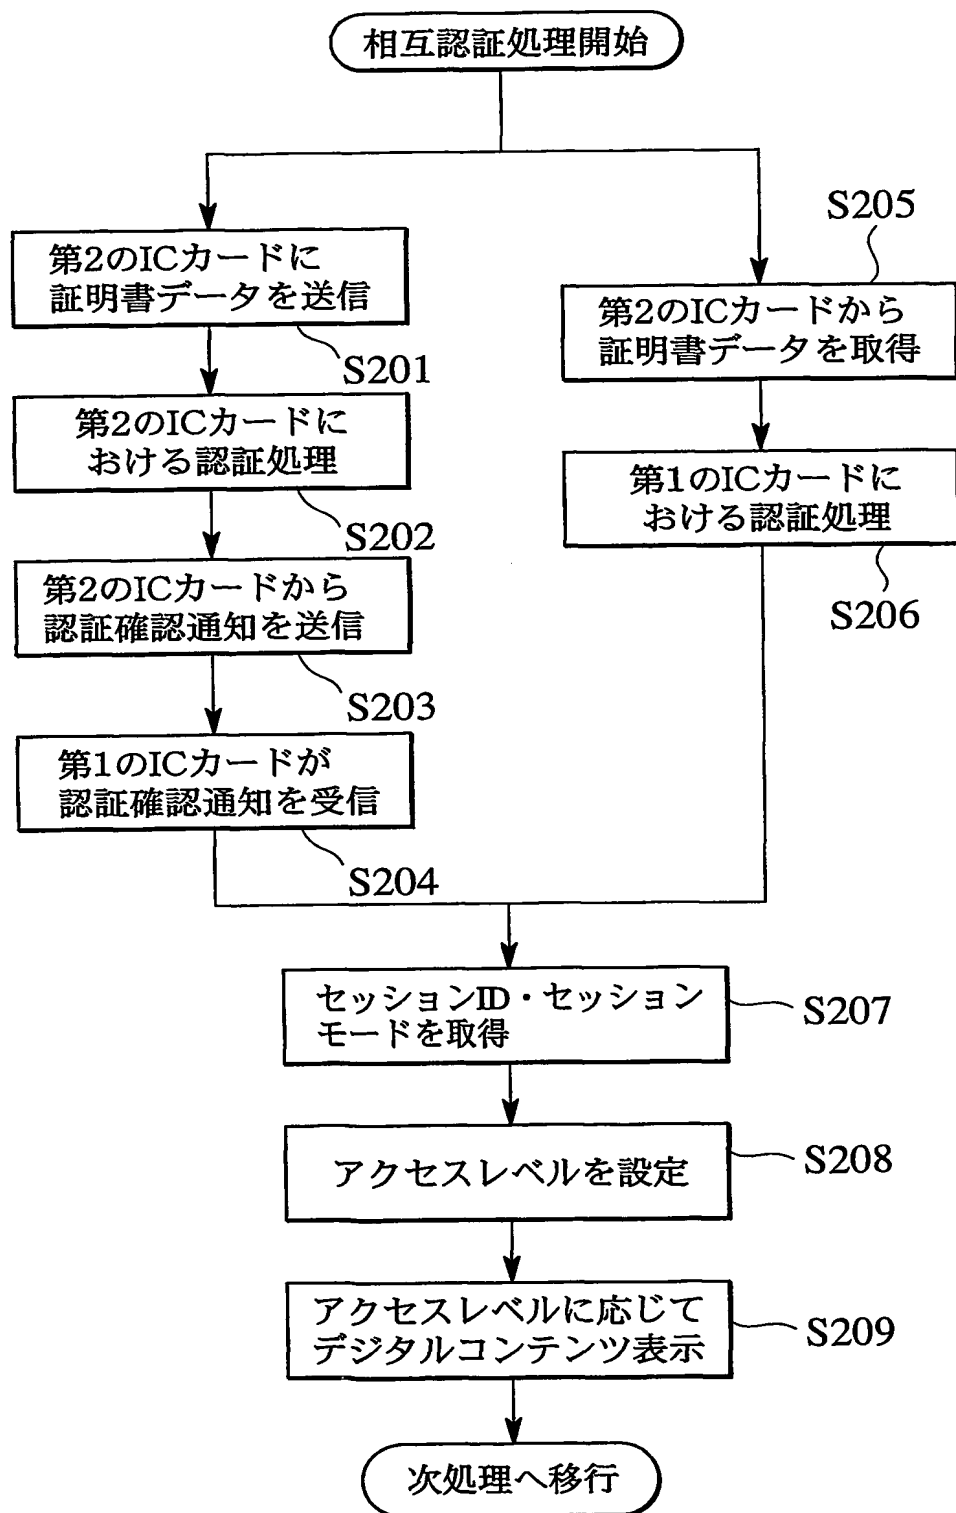 相互認証処理開始
第2のICカードに
証明書データを送信
S201
第2のICカードに
おける認証処理
S202
第2のICカードから
認証確認通知を送信
S203
第1のICカードが
認証確認通知を受信
S204
S205
第2のICカードから
証明書データを取得
第1のICカードに
おける認証処理
S206
セッションID・セッション
モードを取得
S207
アクセスレベルを設定
S208
アクセスレベルに応じて
デジタルコンテンツ表示
S209
次処理へ移行